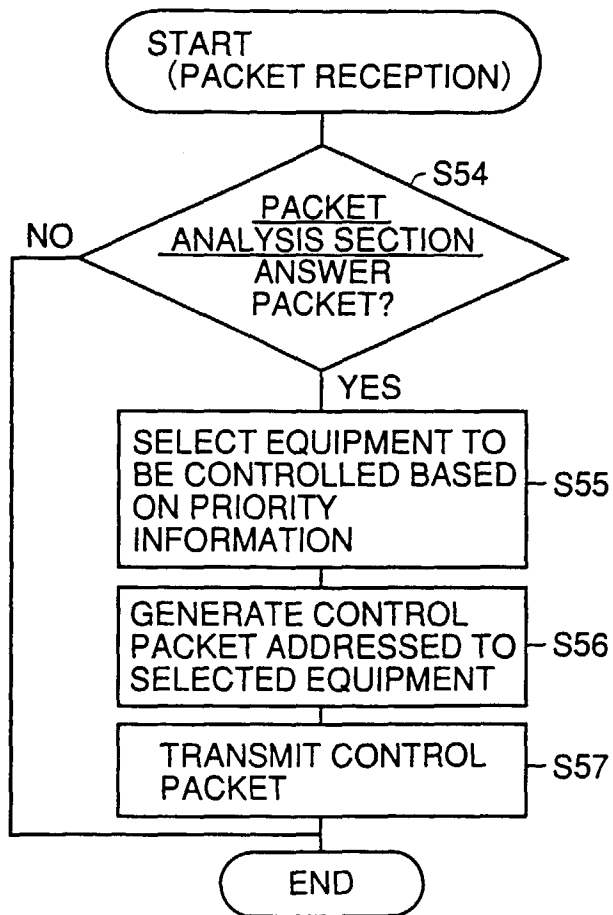 START
(PACKET RECEPTION)
S54
PACKET
ANALYSIS SECTION
ANSWER
PACKET?
NO
YES
SELECT EQUIPMENT TO
BE CONTROLLED BASED
ON PRIORITY
INFORMATION
S55
GENERATE CONTROL
PACKET ADDRESSED TO
SELECTED EQUIPMENT
S56
TRANSMIT CONTROL
PACKET
S57
END